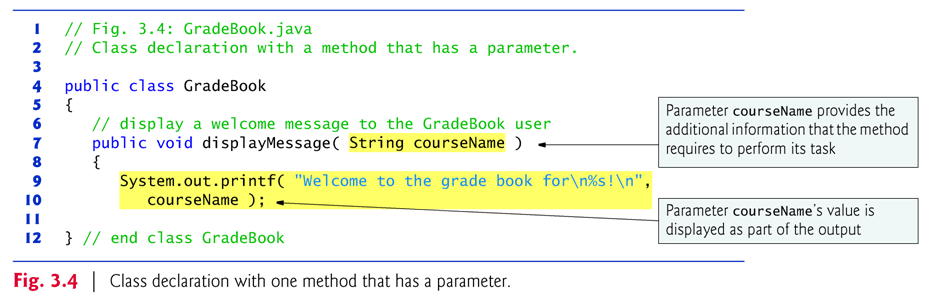 1 // Fig. 3.4: GradeBook.java
2 // Class declaration with a method that has a parameter.
3
4 public class GradeBook
5 {
6 // display a welcome message to the GradeBook user
7 public void displayMessage( String courseName )
8 {
9 System.out.printf( "Welcome to the grade book for\n%s!\n",
10 courseName );
11
12 } // end class GradeBook
Parameter courseName provides the
additional information that the method
requires to perform its task
Parameter courseName's value is
displayed as part of the output
Fig. 3.4 | Class declaration with one method that has a parameter.